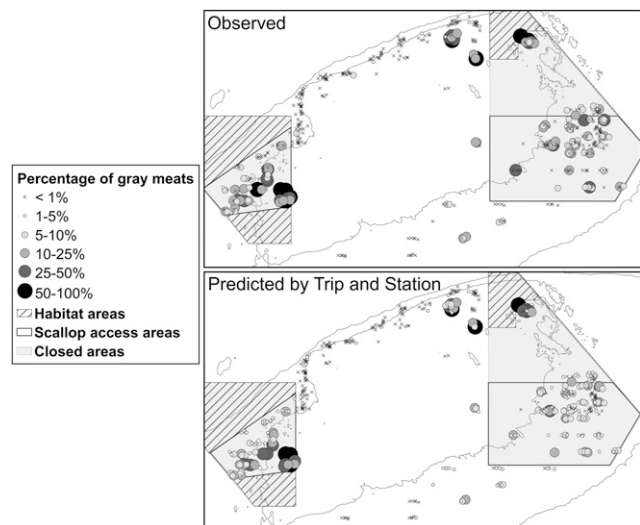 Observed
Percentage of gray meats
< 1%
1-5%
5-10%
10-25%
25-50%
50-100%
Habitat areas
Scallop access areas
Closed areas
Predicted by Trip and Station